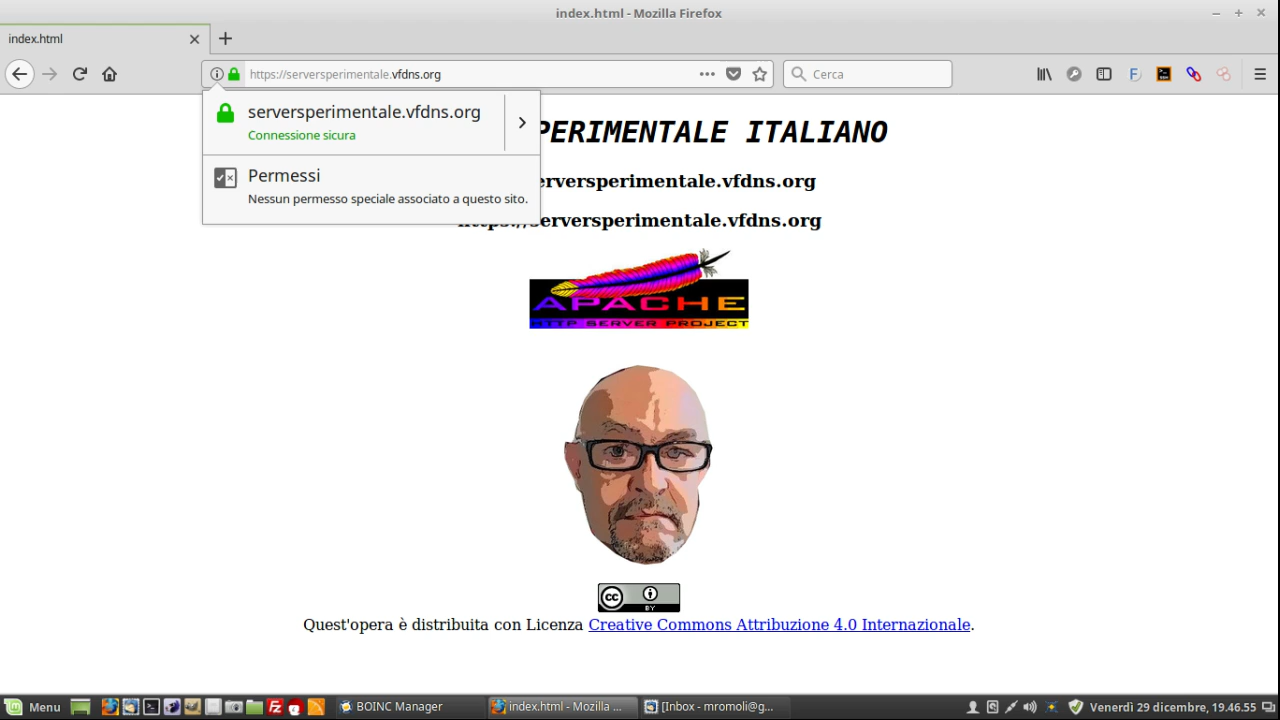 index.html - Mozilla Firefox
index.html
https://serversperimentale.vfdns.org
Cerca
serversperimentale.vfdns.org
Connessione sicura
Permessi
Nessun permesso speciale associato a questo sito.
PERIMENTALE ITALIANO
erversperimentale.vfdns.org
https://serversperimentale.vfdns.org
APACHE
HTTP SERVER PROJECT
cc
BY
Quest'opera è distribuita con Licenza Creative Commons Attribuzione 4.0 Internazionale.
Menu
BOINC Manager
index.html - Mozilla ...
[Inbox - mromoli@g...
Venerdì 29 dicembre, 19.46.55